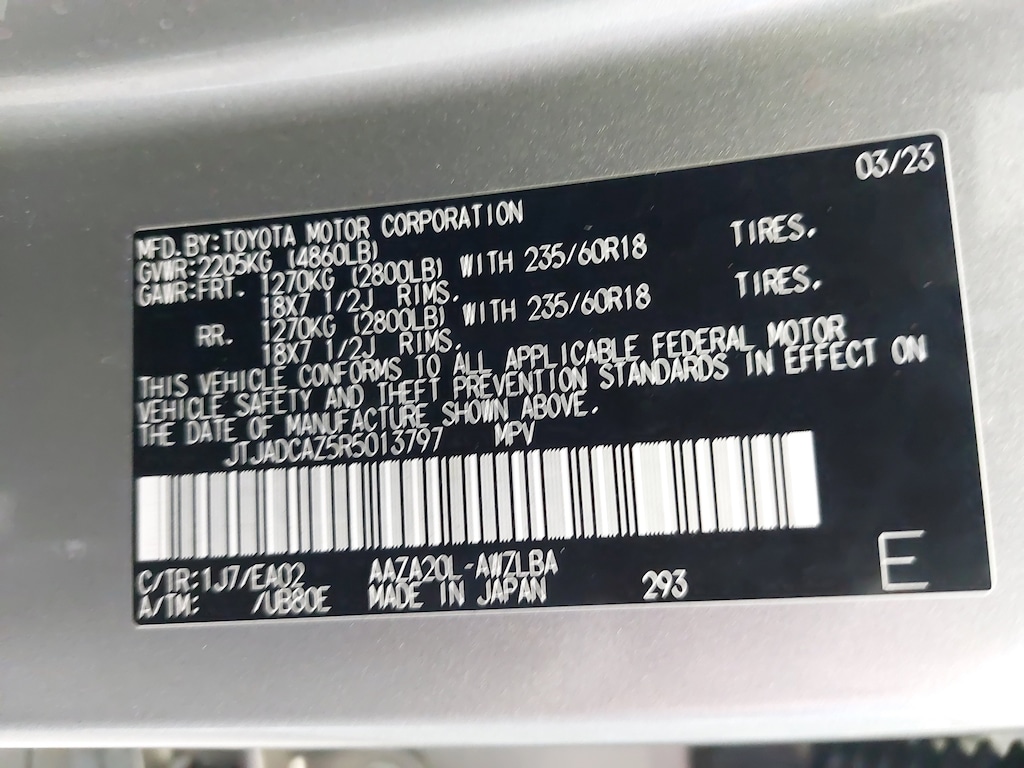 03/23
MFD.BY:TOYOTA MOTOR CORPORATION
GVWR:2205KG (4860LB)
GAWR:FRT. 1270KG (2800LB) WITH 235/60R18 TIRES.
18X7 1/2J RIMS.
RR. 1270KG (2800LB) WITH 235/60R18 TIRES.
18X7 1/2J RIMS.
THIS VEHICLE CONFORMS TO ALL APPLICABLE FEDERAL MOTOR
VEHICLE SAFETY AND THEFT PREVENTION STANDARDS IN EFFECT ON
THE DATE OF MANUFACTURE SHOWN ABOVE.
JTJADCAZ5R5013797 MPV
C/TR:1J7/EA02 AAZA20L-AWZLBA
A/TM: /UB80E MADE IN JAPAN 293 E